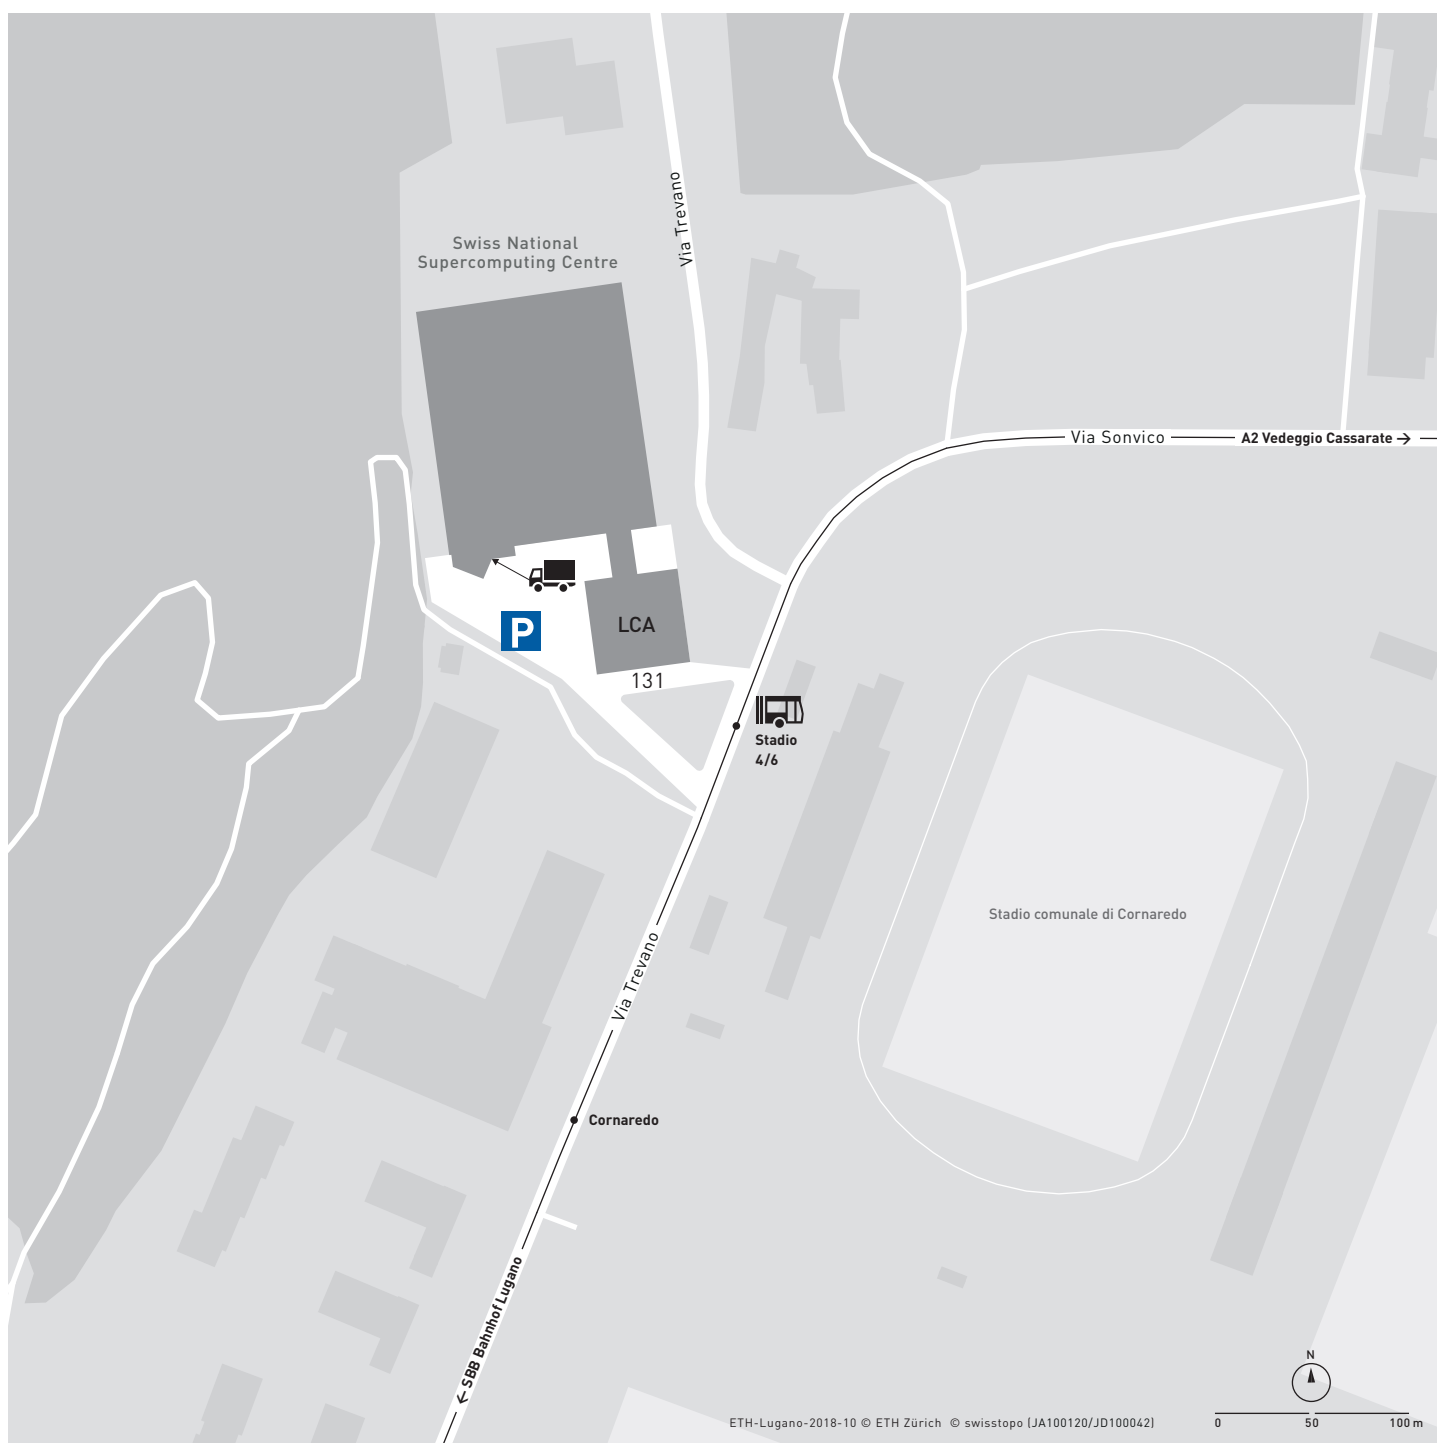 Via Trevano
Swiss National
Supercomputing Centre
Via Sonvico
A2 Vedeggio Cassarate →
P
LCA
131
Stadio
4/6
Stadio comunale di Cornaredo
Via Trevano
Cornaredo
← SBB Bahnhof Lugano
N
ETH-Lugano-2018-10 © ETH Zürich © swisstopo (JA100120/JD100042)
0 50 100 m